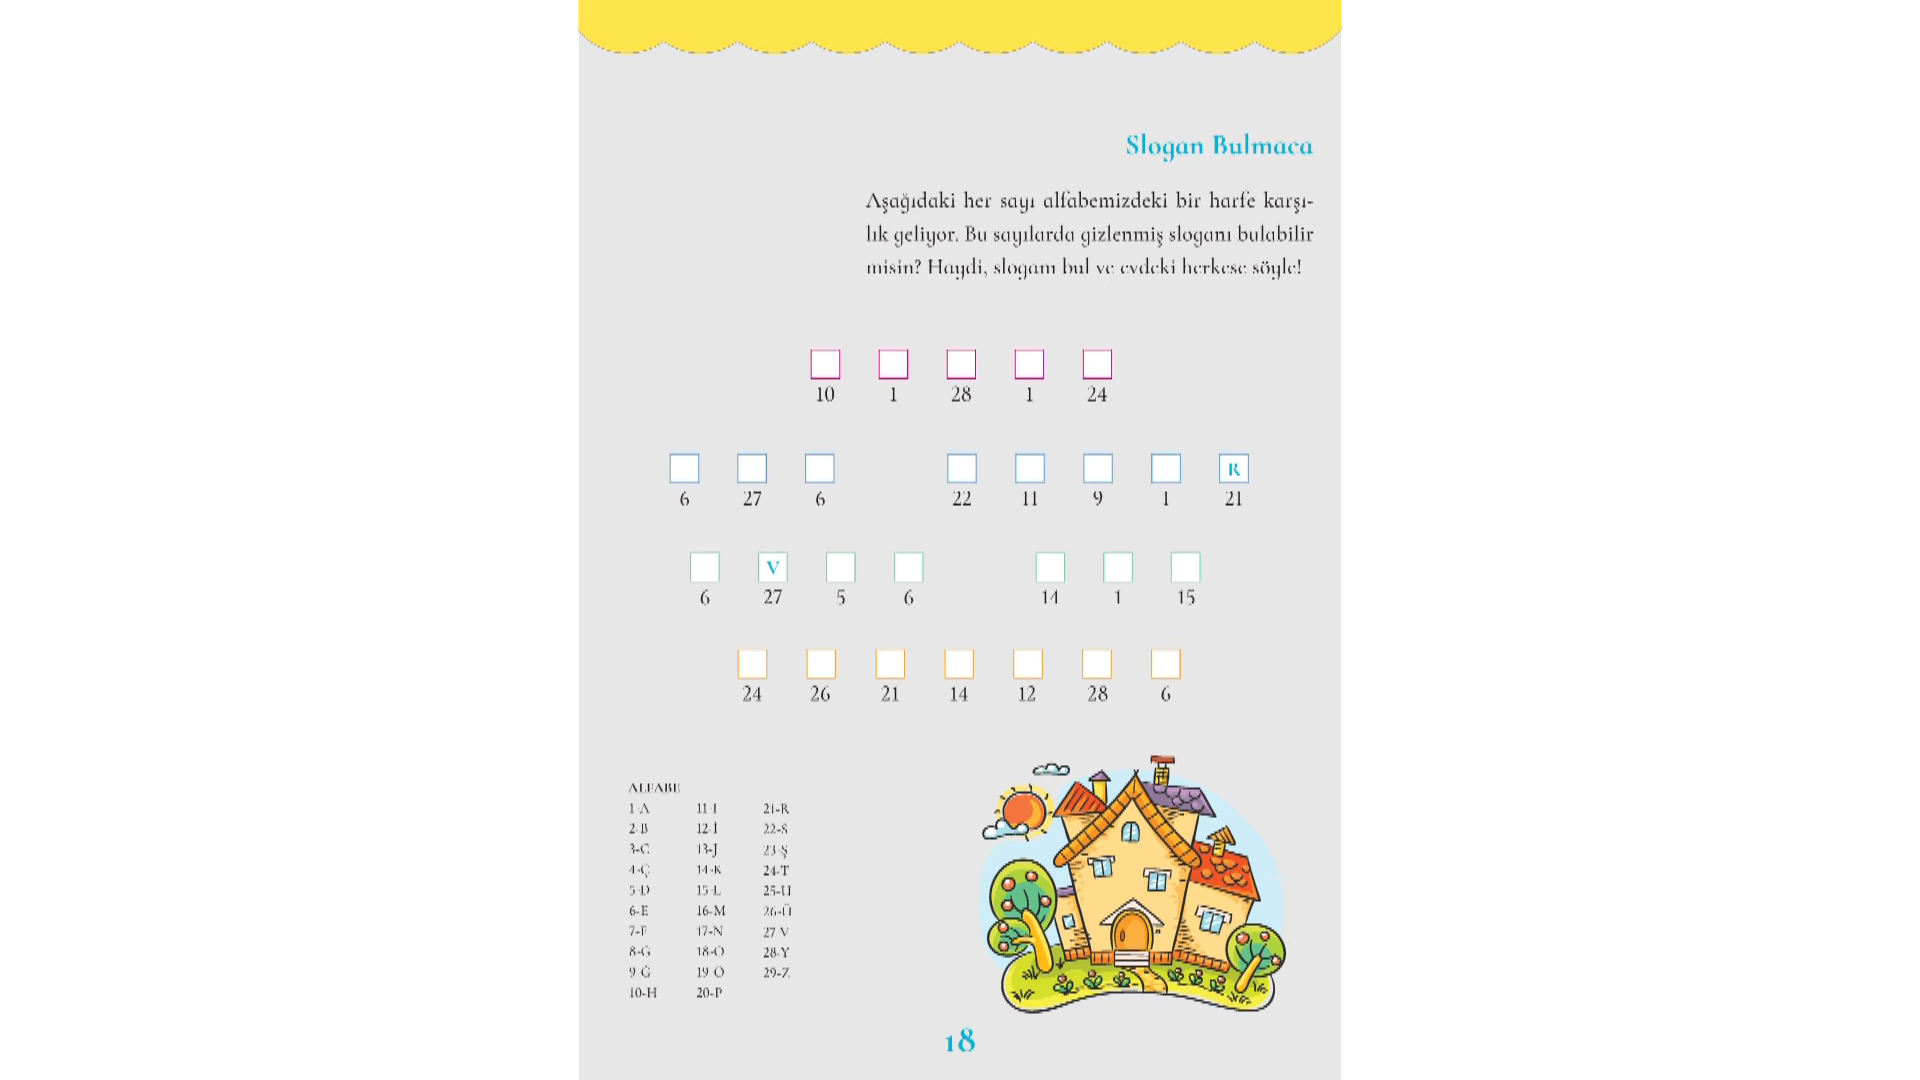 Slogan Bulmaca
Aşağıdaki her sayı alfabemizdeki bir harfe karşı-
lık geliyor. Bu sayılarda gizlenmiş sloganı bulabilir
misin? Haydi, sloganı bul ve evdeki herkese söyle!
10 1 28 1 24
R
6 27 6 22 11 9 1 21
V
6 27 5 6 14 1 15
24 26 21 14 12 28 6
ALFABE
1-A 11-I 21-R
2-B 12-İ 22-S
3-C 13-J 23-Ş
4-Ç 14-K 24-T
5-D 15-L 25-U
6-E 16-M 26-Ü
7-F 17-N 27-V
8-G 18-O 28-Y
9-Ğ 19-Ö 29-Z
10-H 20-P
18